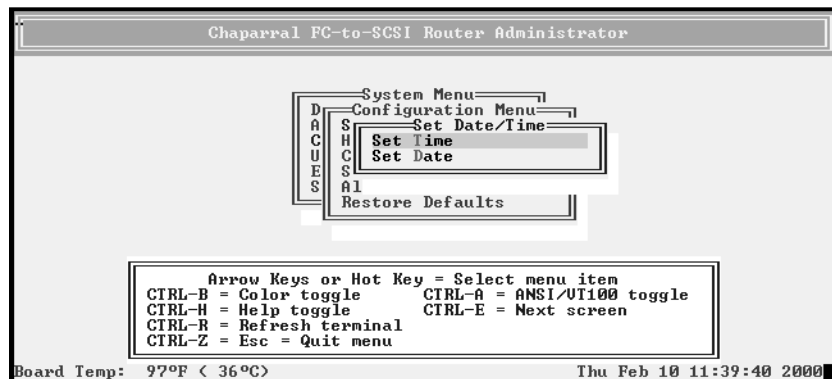 Chaparral FC-to-SCSI Router Administrator
System Menu
D
Configuration Menu
A
S
Set Date/Time
C
H
Set Time
U
C
Set Date
E
S
S
Al
Restore Defaults
Arrow Keys or Hot Key = Select menu item
CTRL-B = Color toggle CTRL-A = ANSI/VT100 toggle
CTRL-H = Help toggle CTRL-E = Next screen
CTRL-R = Refresh terminal
CTRL-Z = Esc = Quit menu
Board Temp: 97ºF ( 36ºC) Thu Feb 10 11:39:40 2000